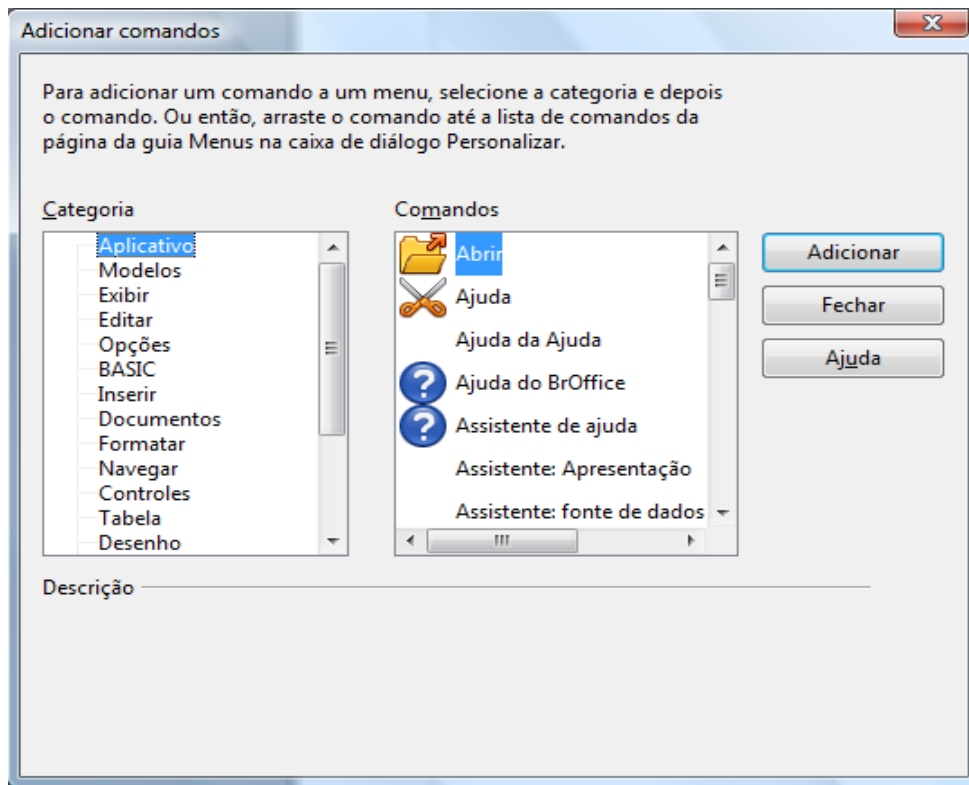 Adicionar comandos
Para adicionar um comando a um menu, selecione a categoria e depois
o comando. Ou então, arraste o comando até a lista de comandos da
página da guia Menus na caixa de diálogo Personalizar.
Categoria
Aplicativo
Modelos
Exibir
Editar
Opções
BASIC
Inserir
Documentos
Formatar
Navegar
Controles
Tabela
Desenho
Comandos
Abrir
Ajuda
Ajuda da Ajuda
Ajuda do BrOffice
Assistente de ajuda
Assistente: Apresentação
Assistente: fonte de dados
Adicionar
Fechar
Ajuda
Descrição